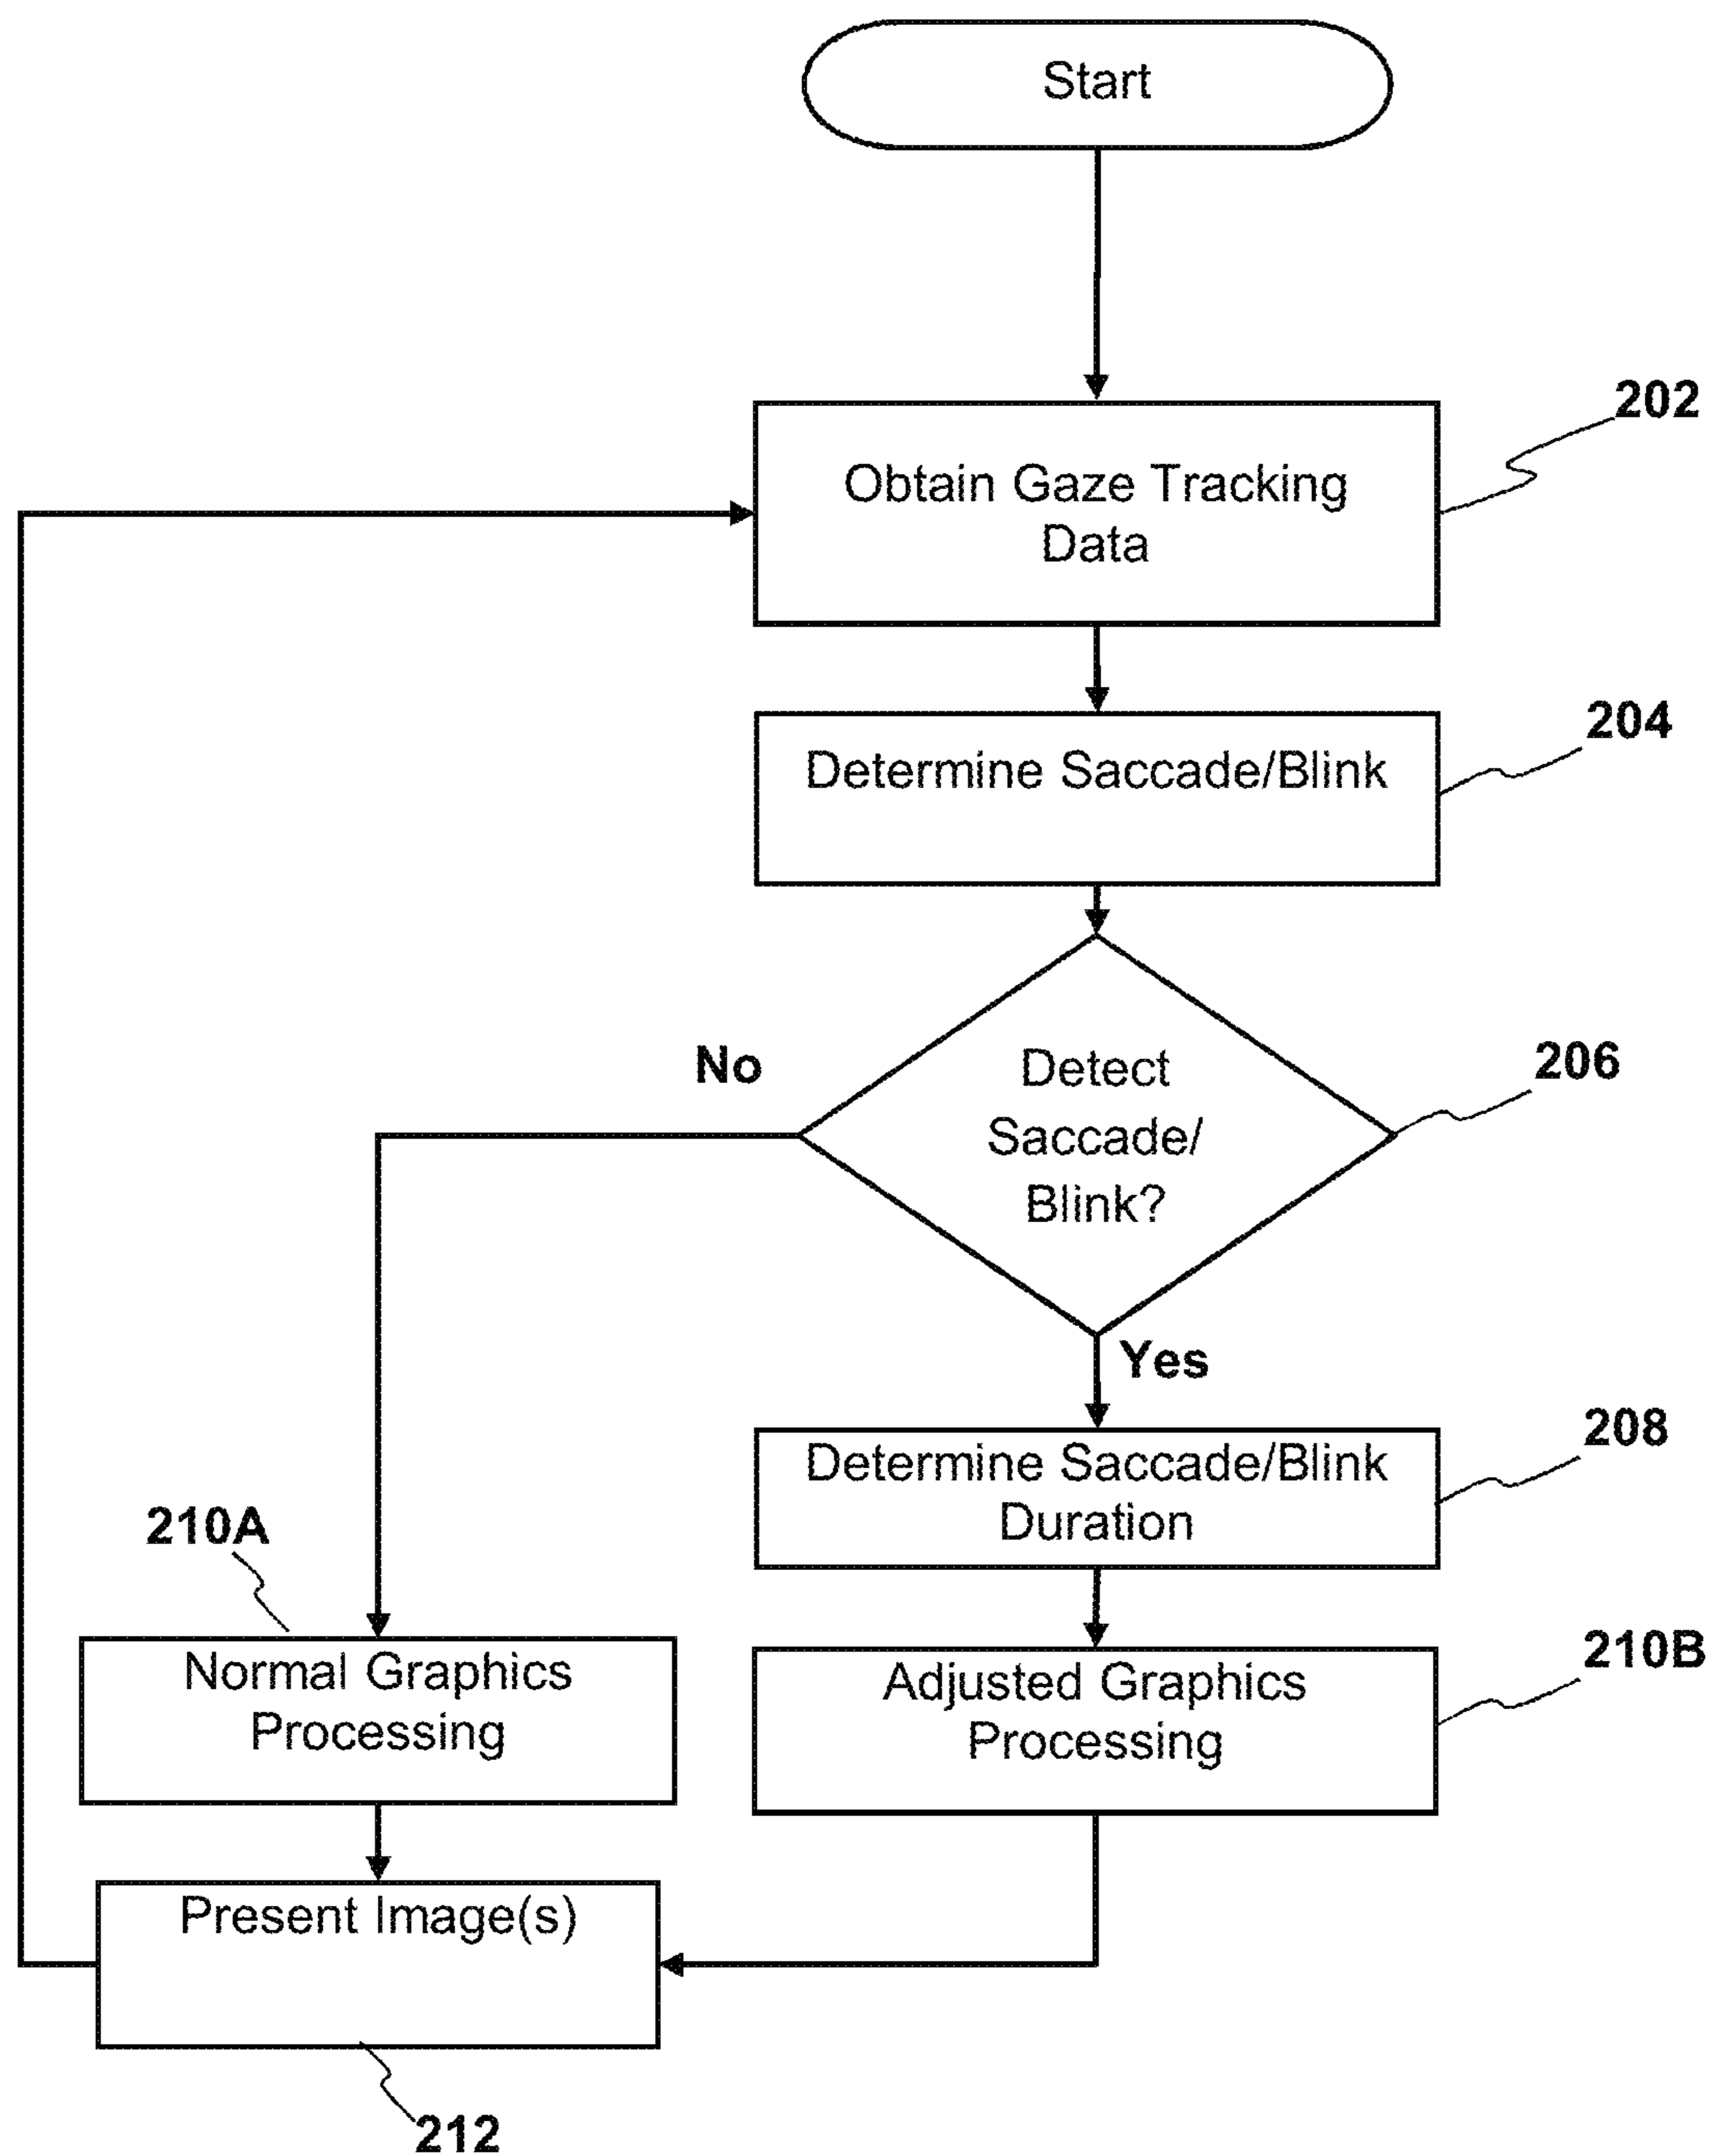 Start
202
Obtain Gaze Tracking
Data
204
Determine Saccade/Blink
No
Detect
Saccade/
Blink?
206
Yes
208
Determine Saccade/Blink
Duration
210A
Normal Graphics
Processing
210B
Adjusted Graphics
Processing
Present Image(s)
212